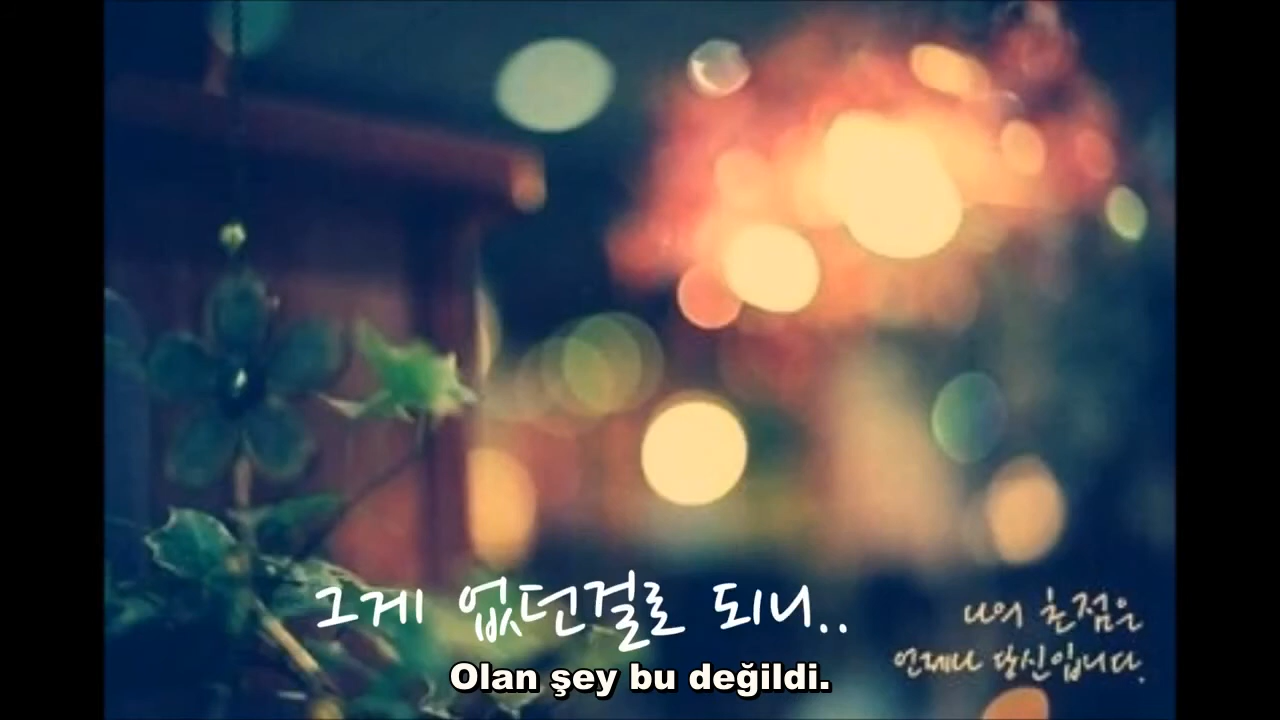 그게 없던걸로 되니..
나의 촛점은
언제나 당신입니다.
Olan şey bu değildi.